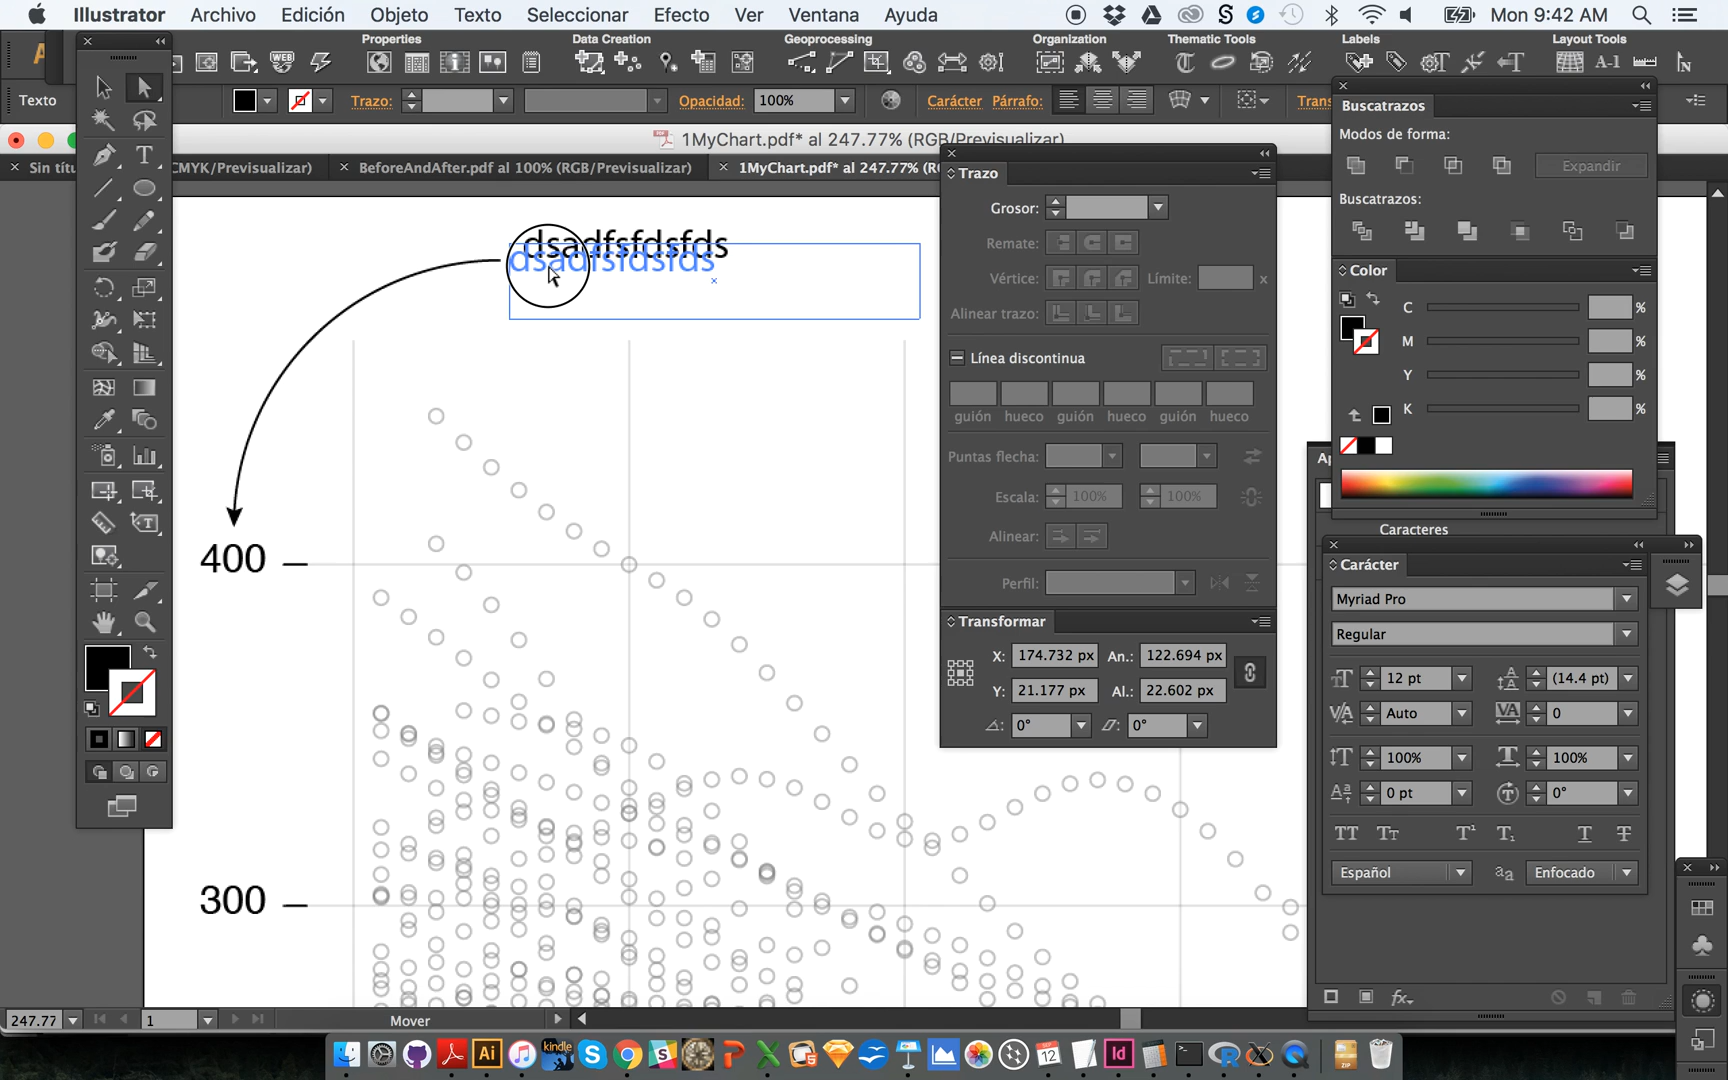 Illustrator Archivo Edición Objeto Texto Seleccionar Efecto Ver Ventana Ayuda Mon 9:42 AM
Properties Data Creation Geoprocessing Organization Thematic Tools Labels Layout Tools
Texto Trazo: Opacidad: 100% Carácter Párrafo: Trans
1MyChart.pdf* al 247.77% (RGB/Previsualizar)
Sin títu CMYK/Previsualizar) BeforeAndAfter.pdf al 100% (RGB/Previsualizar) 1MyChart.pdf* al 247.77% (R
dsadfsfdsfds
dsadfsfdsfds
400
300
Trazo
Grosor:
Remate:
Vértice: Límite: x
Alinear trazo:
Línea discontinua
guión hueco guión hueco guión hueco
Puntas flecha:
Escala: 100% 100%
Alinear:
Perfil:
Transformar
X: 174.732 px An.: 122.694 px
Y: 21.177 px Al.: 22.602 px
0° 0°
Buscatrazos
Modos de forma:
Expandir
Buscatrazos:
Color
C %
M %
Y %
K %
Ap
Caracteres
Carácter
Myriad Pro
Regular
12 pt (14.4 pt)
Auto 0
100% 100%
0 pt 0°
Español Enfocado
247.77 1 Mover